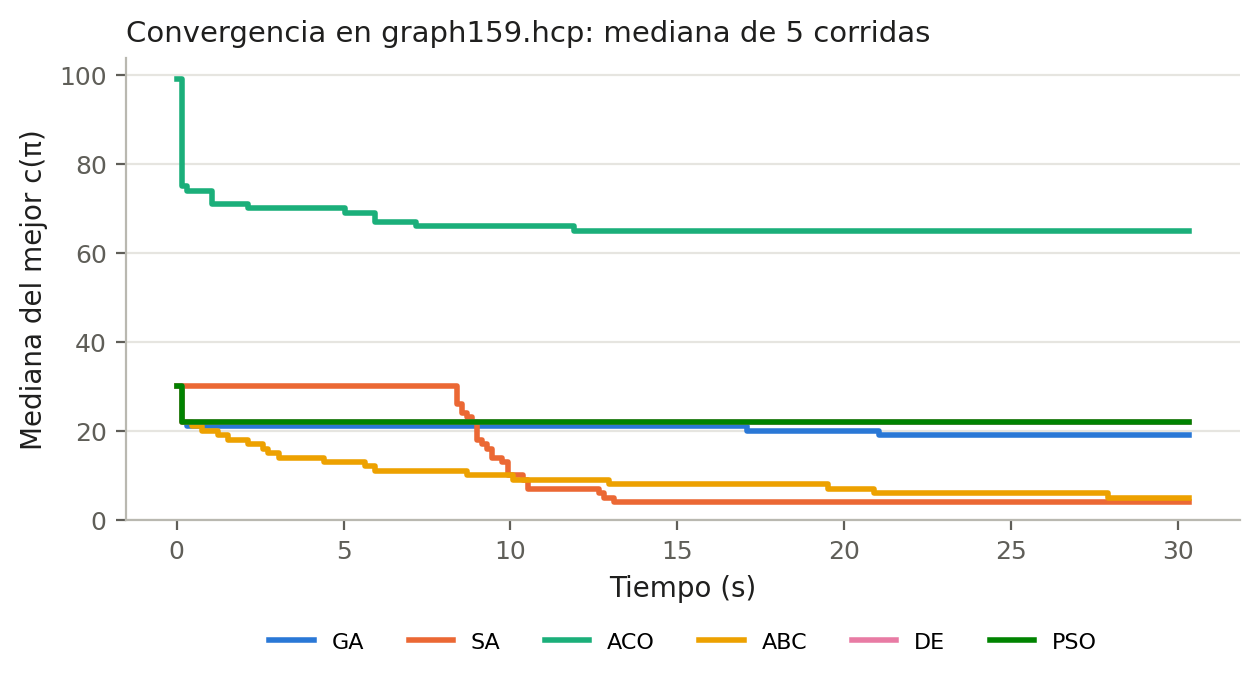 Convergencia en graph159.hcp: mediana de 5 corridas
Mediana del mejor c(π)
100
80
60
40
20
0
0 5 10 15 20 25 30
Tiempo (s)
GA SA ACO ABC DE PSO